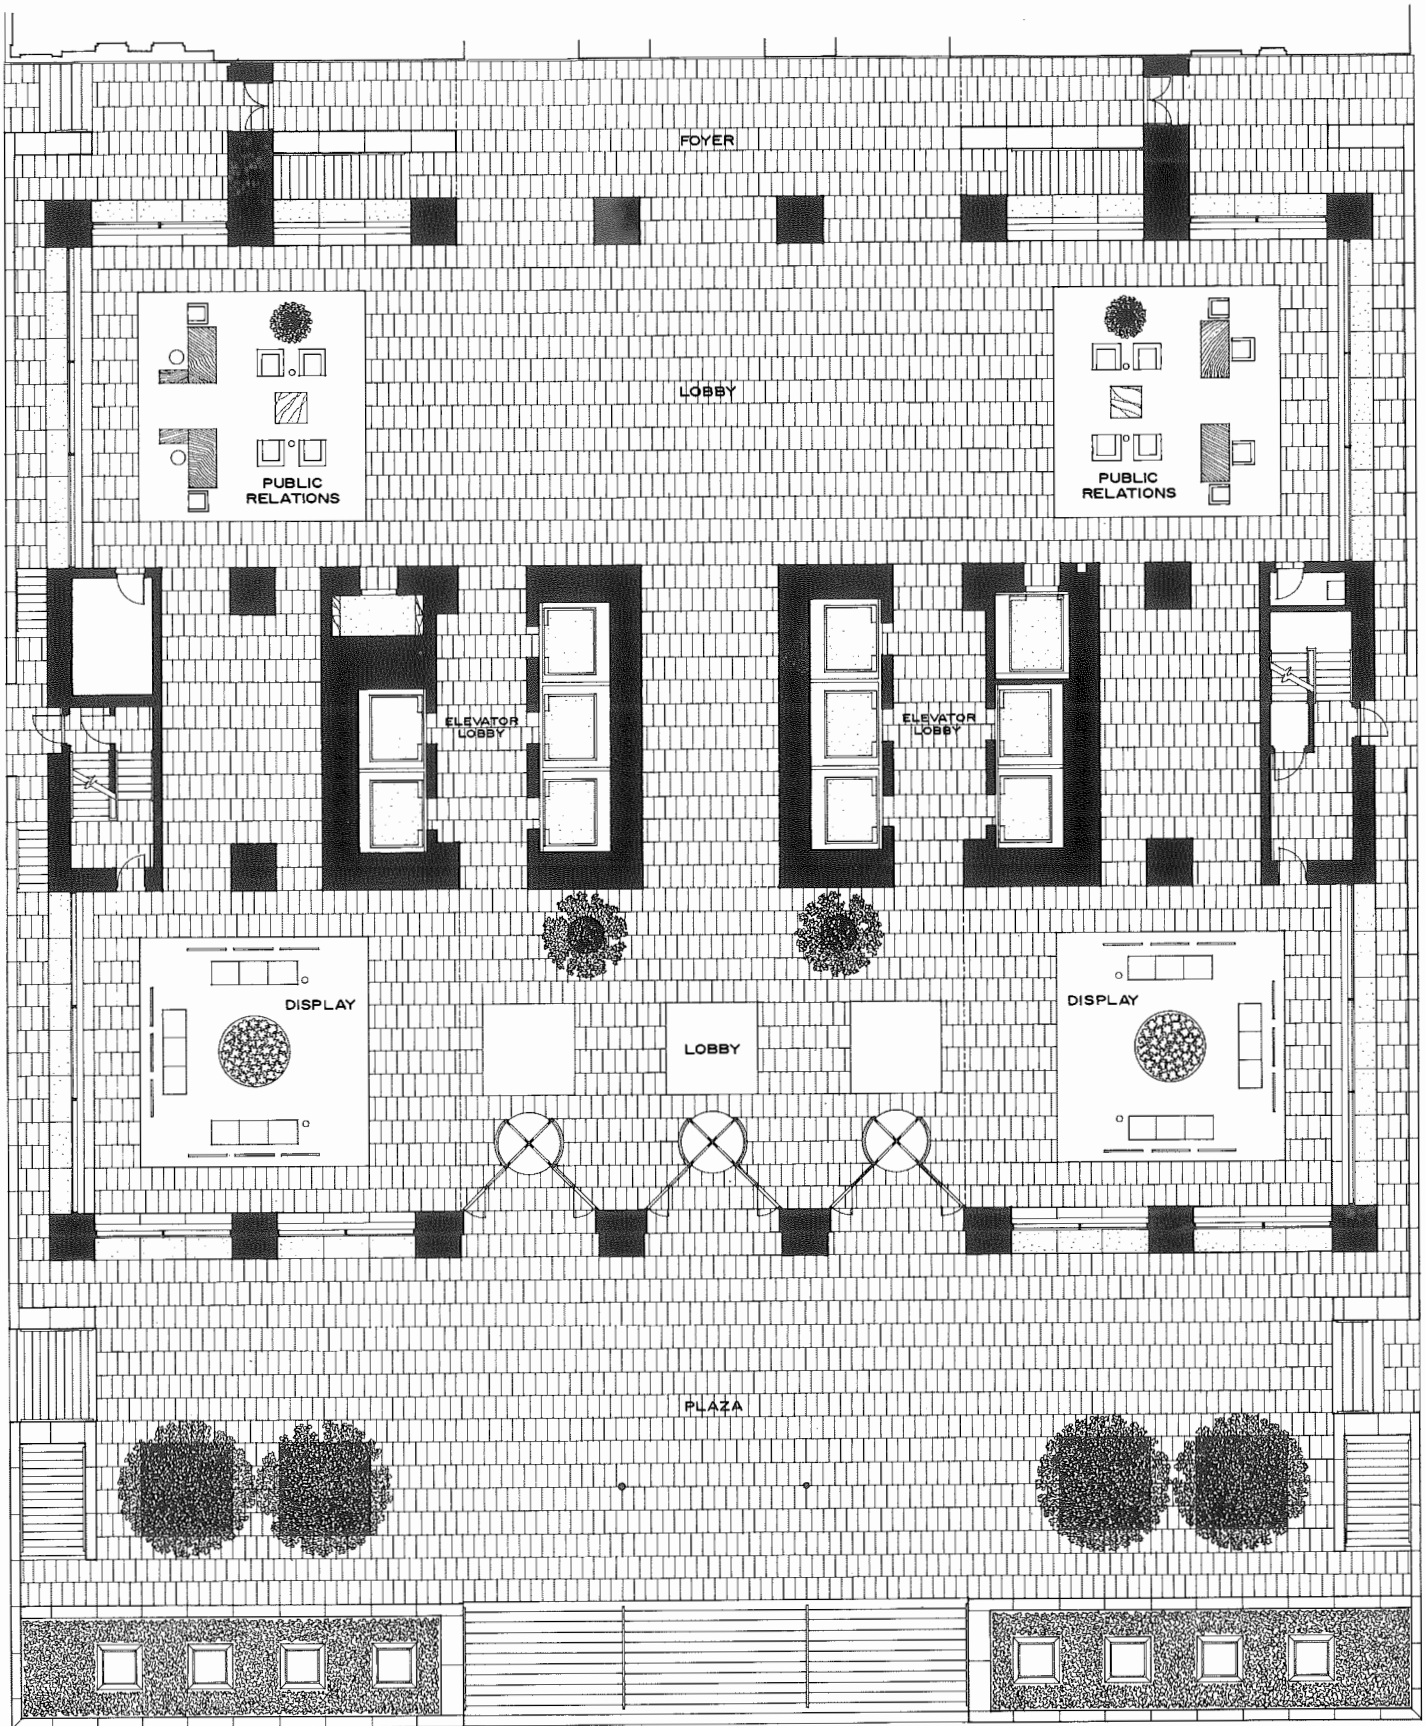 FOYER
LOBBY
PUBLIC
RELATIONS
PUBLIC
RELATIONS
ELEVATOR
LOBBY
ELEVATOR
LOBBY
DISPLAY
DISPLAY
LOBBY
PLAZA